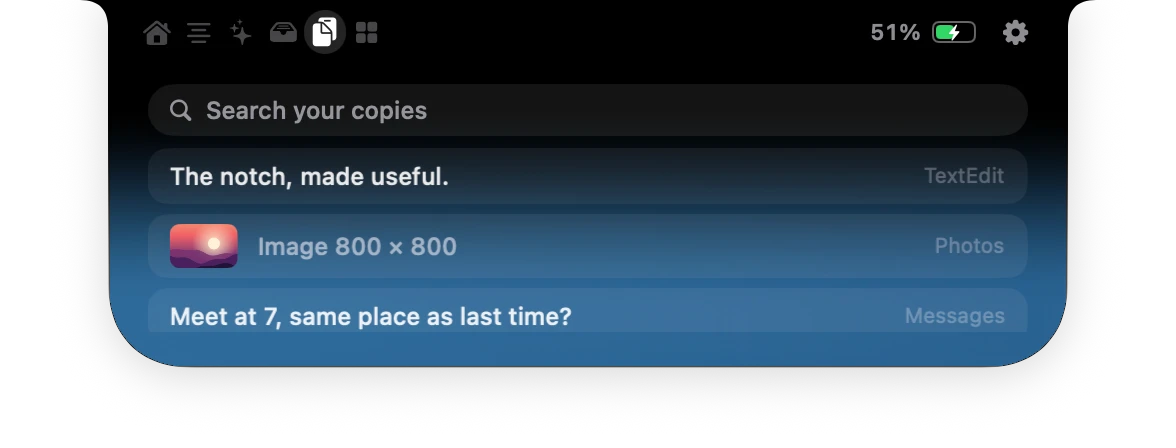 51%
Search your copies
The notch, made useful. TextEdit
Image 800 × 800 Photos
Meet at 7, same place as last time? Messages